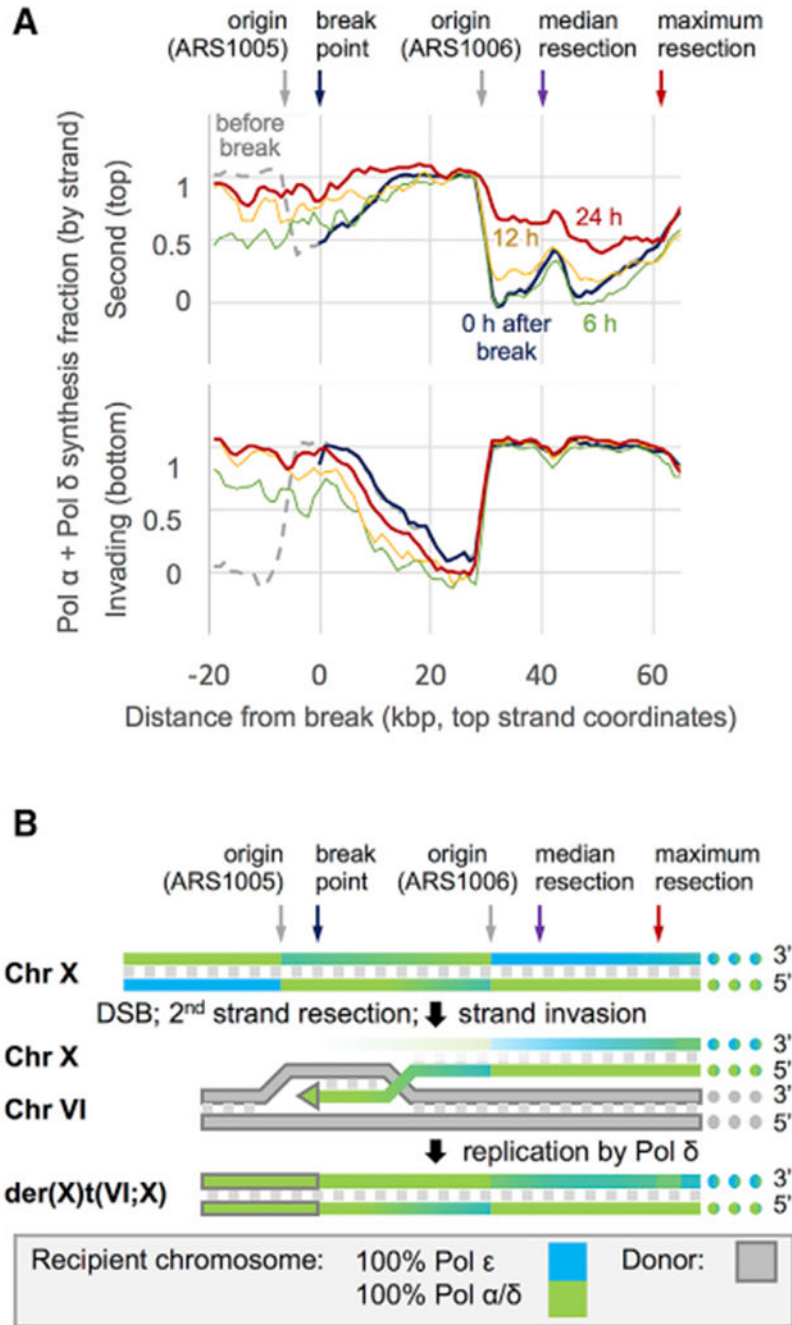 A
origin
(ARS1005)
break
point
origin
(ARS1006)
median
resection
maximum
resection
Pol α + Pol δ synthesis fraction (by strand)
Second (top)
before
break
1
0.5
0
24 h
12 h
0 h after
break
6 h
Invading (bottom)
1
0.5
0
-20 0 20 40 60
Distance from break (kbp, top strand coordinates)
B
origin
(ARS1005)
break
point
origin
(ARS1006)
median
resection
maximum
resection
Chr X
3'
5'
DSB; 2nd strand resection; strand invasion
Chr X
3'
5'
Chr VI
3'
5'
replication by Pol δ
der(X)t(VI;X)
3'
5'
Recipient chromosome: 100% Pol ε Donor:
100% Pol α/δ